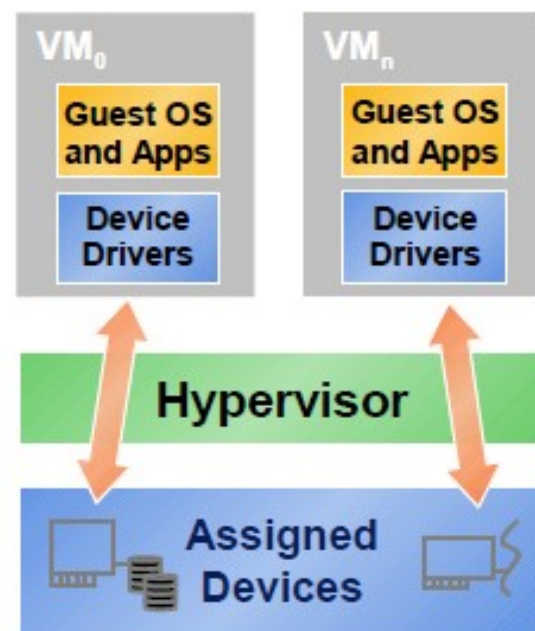 VM0
VMn
Guest OS
and Apps
Guest OS
and Apps
Device
Drivers
Device
Drivers
Hypervisor
Assigned
Devices